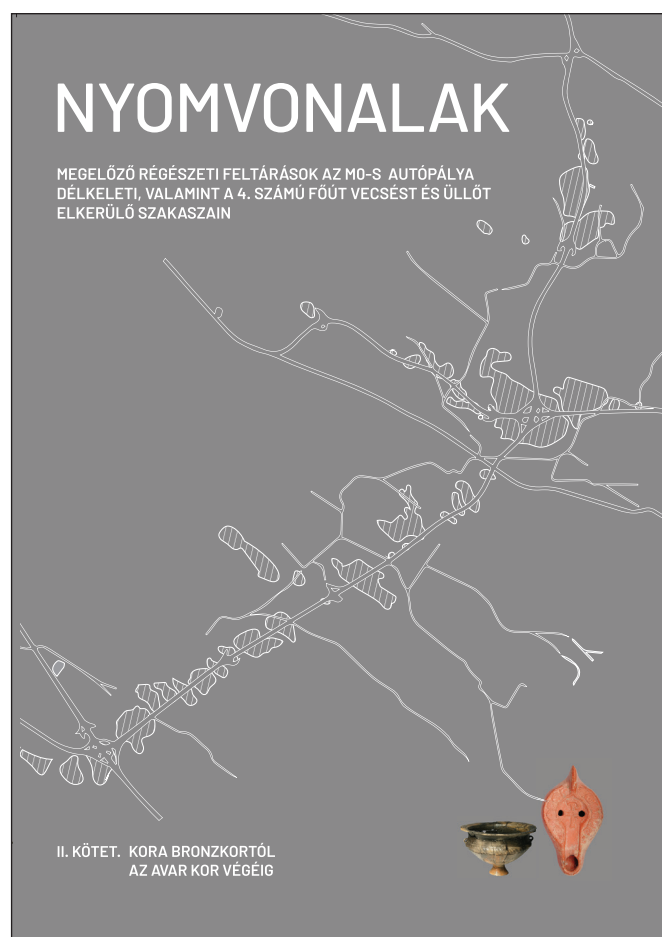 NYOMVONALAK
MEGELŐZŐ RÉGÉSZETI FELTÁRÁSOK AZ M0-S AUTÓPÁLYA
DÉLKELETI, VALAMINT A 4. SZÁMÚ FŐÚT VECSÉST ÉS ÜLLŐT
ELKERÜLŐ SZAKASZAIN
II. KÖTET. KORA BRONZKORTÓL
AZ AVAR KOR VÉGÉIG